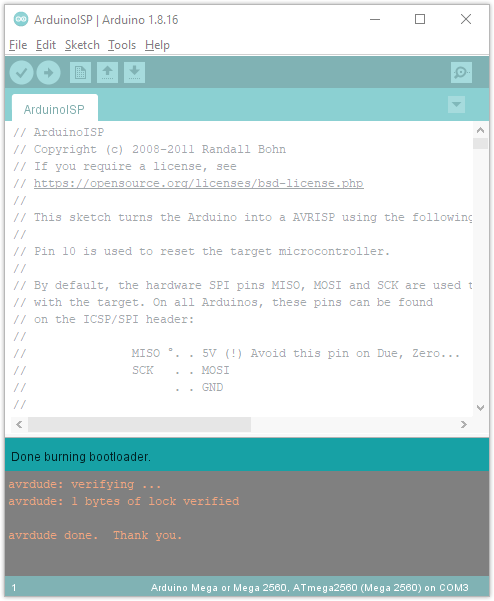 ArduinoISP | Arduino 1.8.16
File Edit Sketch Tools Help
ArduinoISP
// ArduinoISP
// Copyright (c) 2008-2011 Randall Bohn
// If you require a license, see
// https://opensource.org/licenses/bsd-license.php
//
// This sketch turns the Arduino into a AVRISP using the following
//
// Pin 10 is used to reset the target microcontroller.
//
// By default, the hardware SPI pins MISO, MOSI and SCK are used t
// with the target. On all Arduinos, these pins can be found
// on the ICSP/SPI header:
//
// MISO °. . 5V (!) Avoid this pin on Due, Zero...
// SCK . . MOSI
// . . GND
//
Done burning bootloader.
avrdude: verifying ...
avrdude: 1 bytes of lock verified
avrdude done. Thank you.
1 Arduino Mega or Mega 2560, ATmega2560 (Mega 2560) on COM3